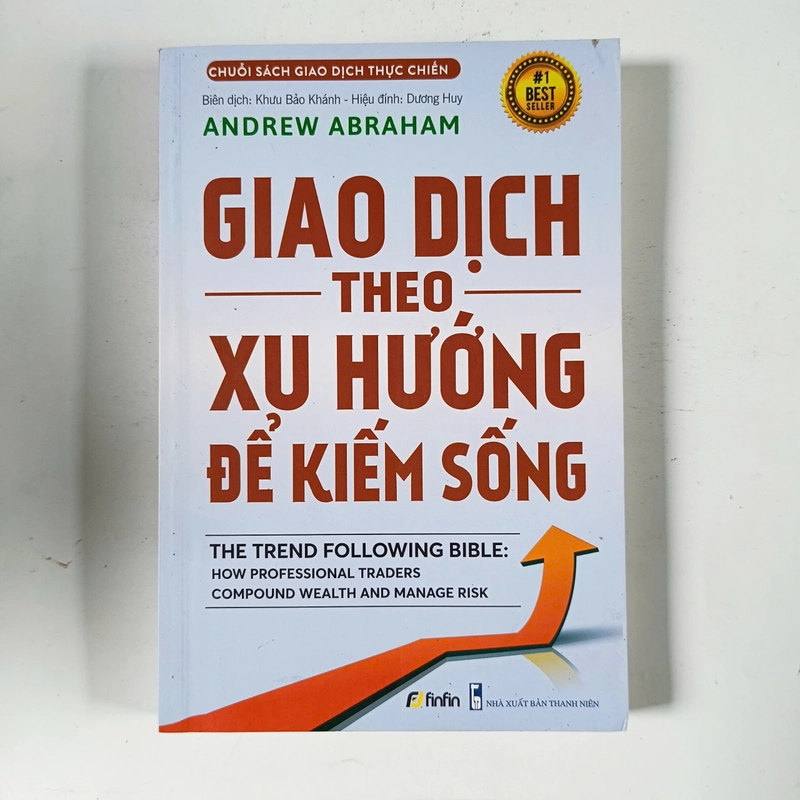 CHUỖI SÁCH GIAO DỊCH THỰC CHIẾN
Biên dịch: Khưu Bảo Khánh - Hiệu đính: Dương Huy
ANDREW ABRAHAM
#1
BEST
SELLER
GIAO DỊCH
THEO
XU HƯỚNG
ĐỂ KIẾM SỐNG
THE TREND FOLLOWING BIBLE:
HOW PROFESSIONAL TRADERS
COMPOUND WEALTH AND MANAGE RISK
finfin
NHÀ XUẤT BẢN THANH NIÊN